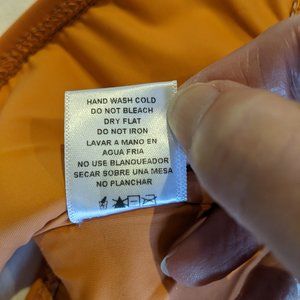 HAND WASH COLD
DO NOT BLEACH
DRY FLAT
DO NOT IRON
LAVAR A MANO EN
AGUA FRIA
NO USE BLANQUEADOR
SECAR SOBRE UNA MESA
NO PLANCHAR